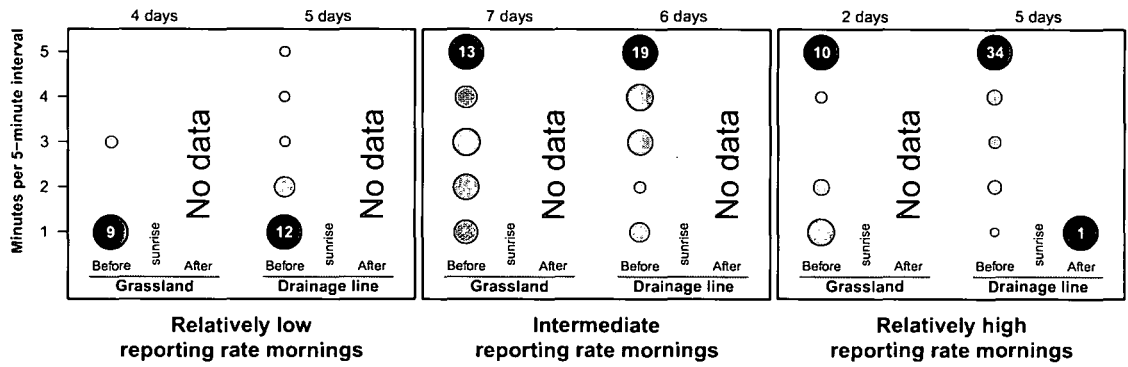 4 days 5 days 7 days 6 days 2 days 5 days
Minutes per 5−minute interval
5 13 19 10 34
4
3
2
1 9 12 1
No data No data No data No data No data
sunrise sunrise sunrise sunrise sunrise sunrise
Before After Before After Before After Before After Before After Before After
Grassland Drainage line Grassland Drainage line Grassland Drainage line
Relatively low Intermediate Relatively high
reporting rate mornings reporting rate mornings reporting rate mornings